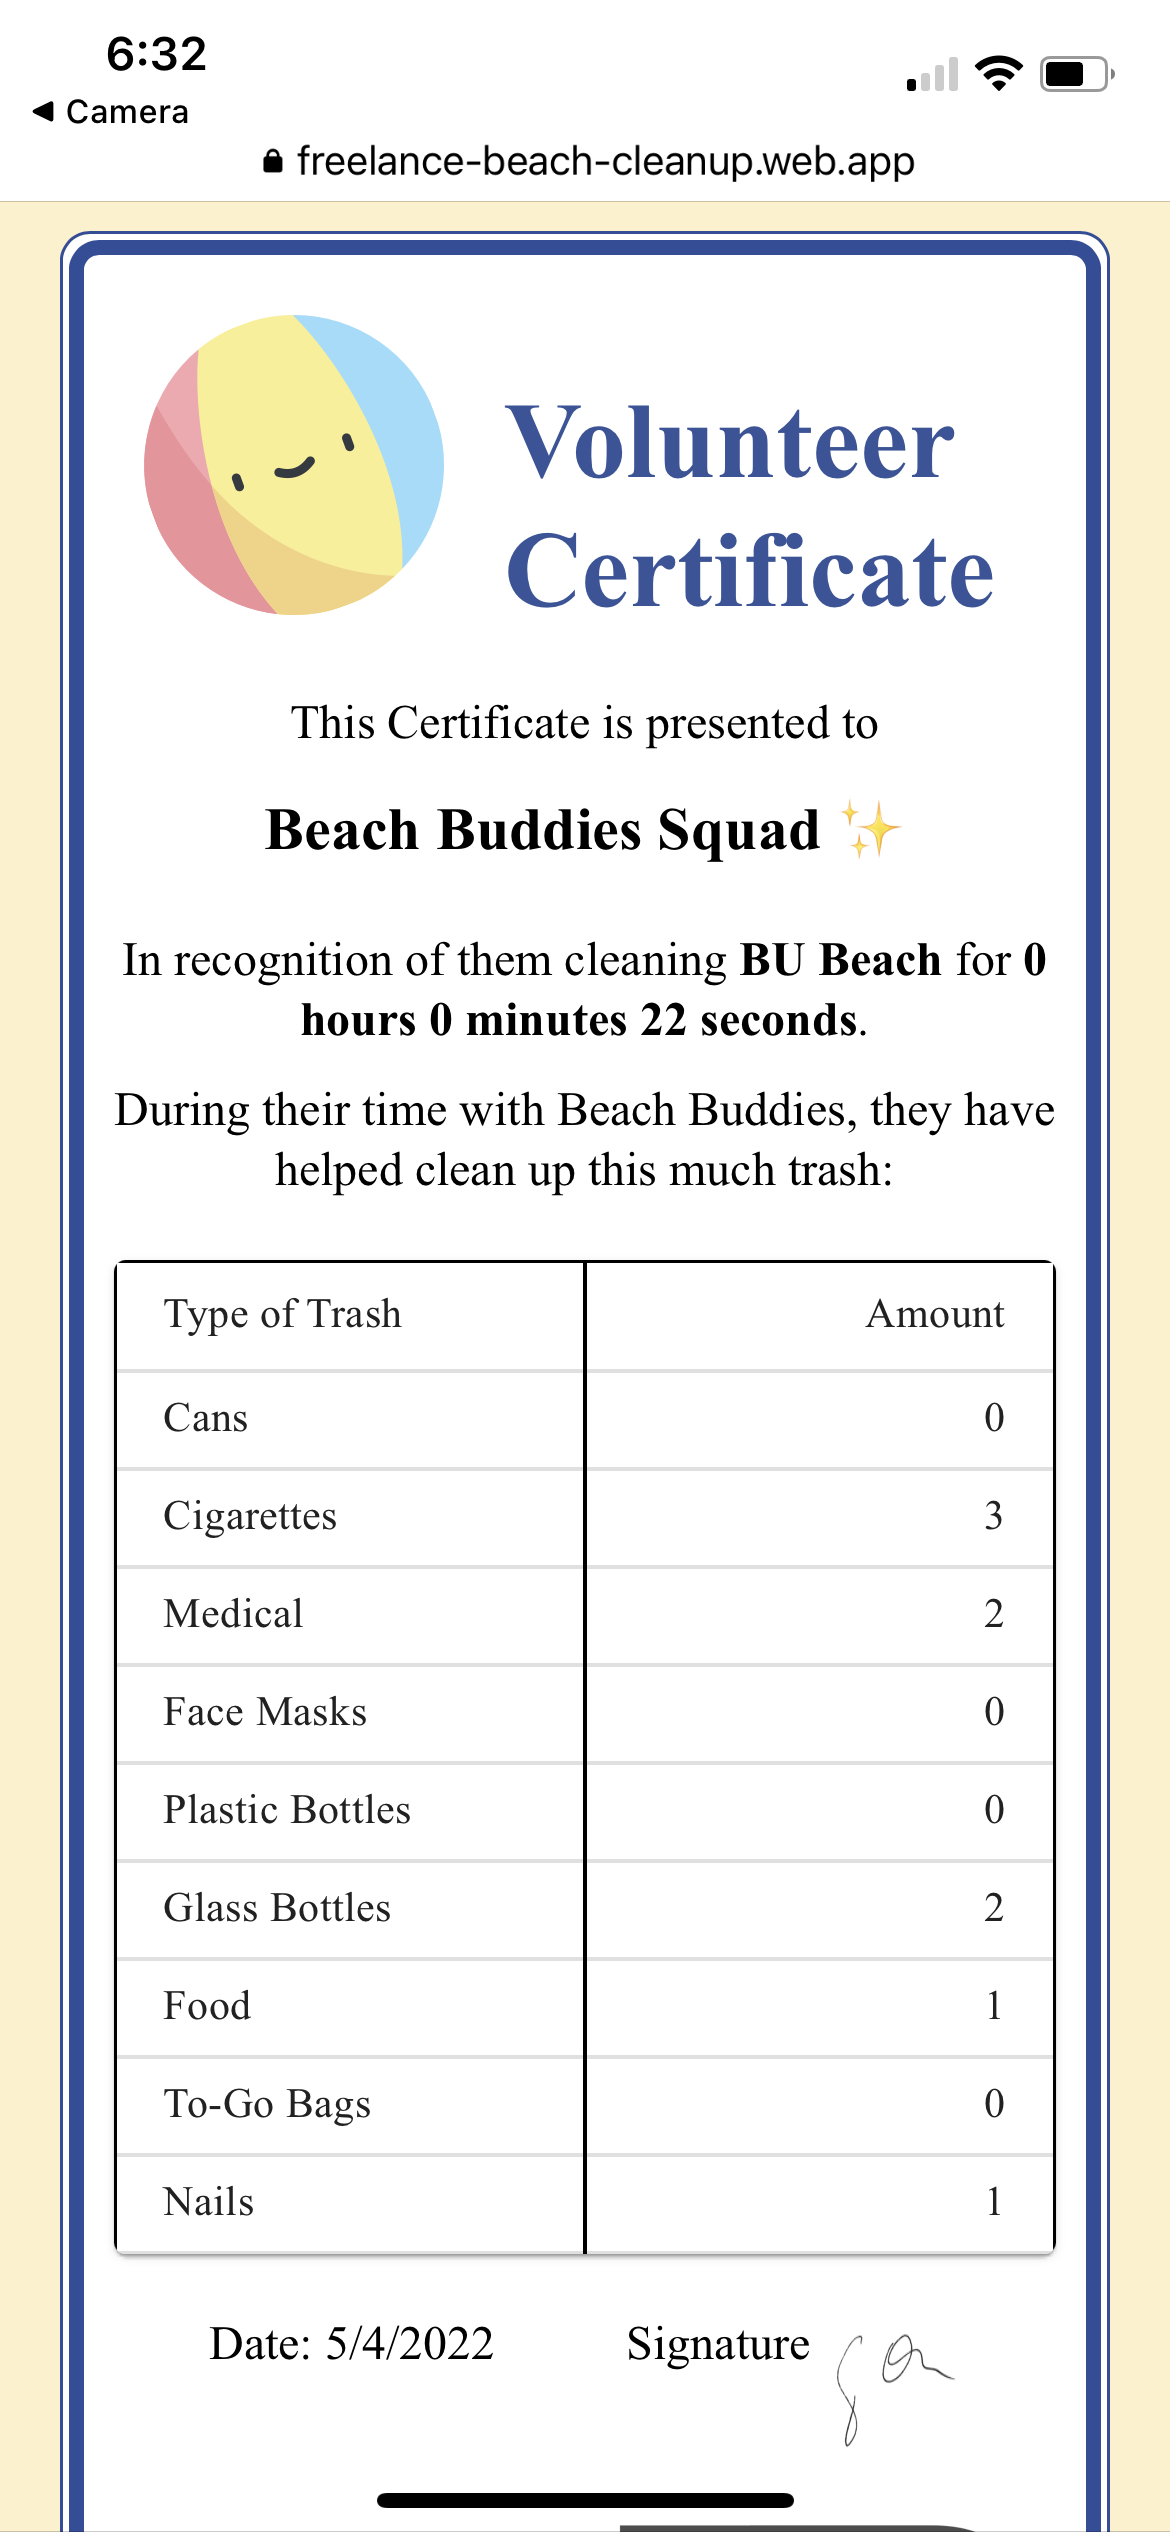 6:32
◀ Camera
freelance-beach-cleanup.web.app
Volunteer
Certificate
This Certificate is presented to
Beach Buddies Squad ✨
In recognition of them cleaning BU Beach for 0
hours 0 minutes 22 seconds.
During their time with Beach Buddies, they have
helped clean up this much trash:
Type of Trash Amount
Cans 0
Cigarettes 3
Medical 2
Face Masks 0
Plastic Bottles 0
Glass Bottles 2
Food 1
To-Go Bags 0
Nails 1
Date: 5/4/2022 Signature